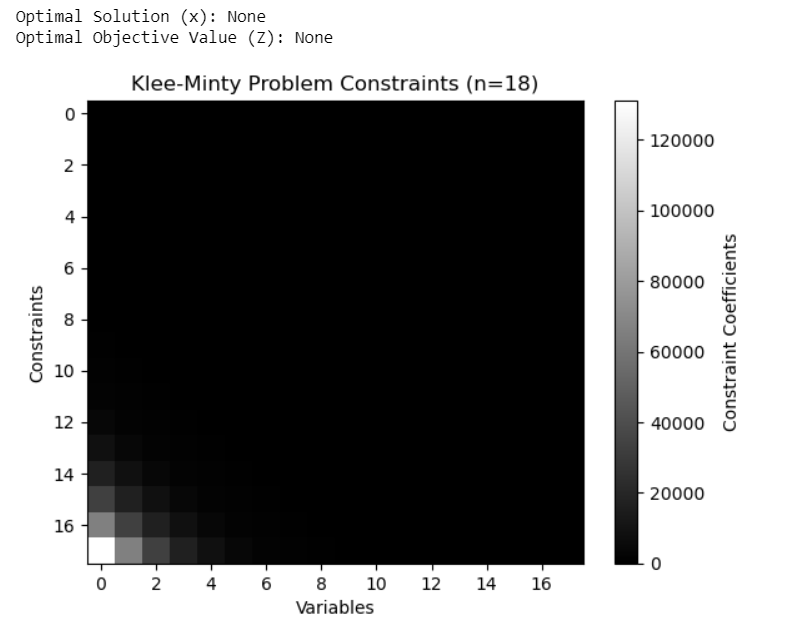 Optimal Solution (x): None
Optimal Objective Value (Z): None
Klee-Minty Problem Constraints (n=18)
0
2
4
6
8
10
12
14
16
Constraints
0 2 4 6 8 10 12 14 16
Variables
120000
100000
80000
60000
40000
20000
0
Constraint Coefficients